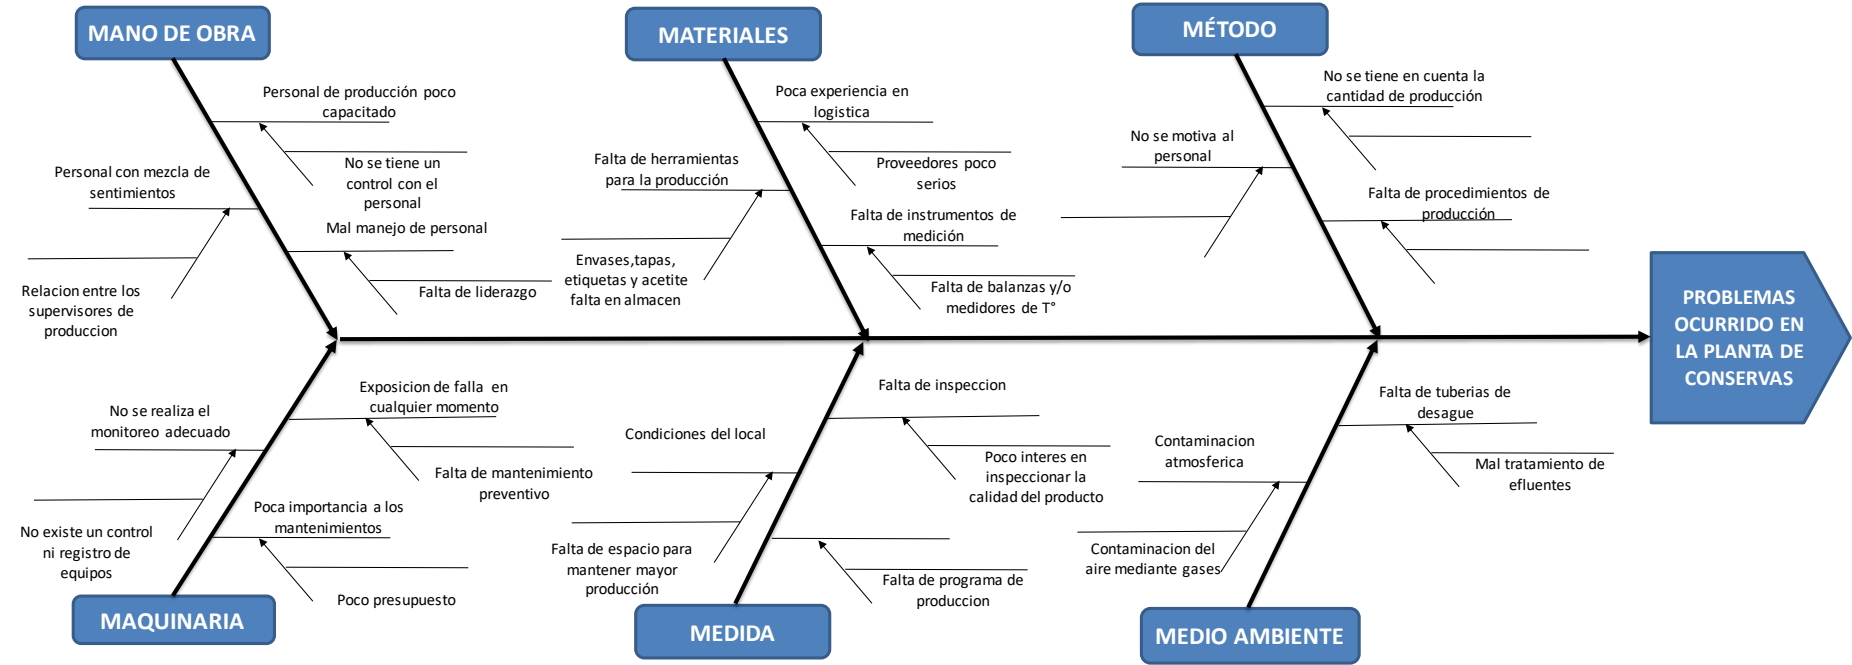 MANO DE OBRA
Personal de producción poco
capacitado
No se tiene un
control con el
personal
Personal con mezcla de
sentimientos
Relacion entre los
supervisores de
produccion
Mal manejo de personal
Falta de liderazgo
MATERIALES
Poca experiencia en
logistica
Proveedores poco
serios
Falta de herramientas
para la producción
Envases,tapas,
etiquetas y acetite
falta en almacen
Falta de instrumentos de
medición
Falta de balanzas y/o
medidores de T°
MÉTODO
No se tiene en cuenta la
cantidad de producción
No se motiva al
personal
Falta de procedimientos de
producción
PROBLEMAS
OCURRIDO EN
LA PLANTA DE
CONSERVAS
Exposicion de falla en
cualquier momento
Falta de mantenimiento
preventivo
No se realiza el
monitoreo adecuado
No existe un control
ni registro de
equipos
Poca importancia a los
mantenimientos
Poco presupuesto
MAQUINARIA
Falta de inspeccion
Poco interes en
inspeccionar la
calidad del producto
Condiciones del local
Falta de espacio para
mantener mayor
producción
Falta de programa de
produccion
MEDIDA
Falta de tuberias de
desague
Mal tratamiento de
efluentes
Contaminacion
atmosferica
Contaminacion del
aire mediante gases
MEDIO AMBIENTE